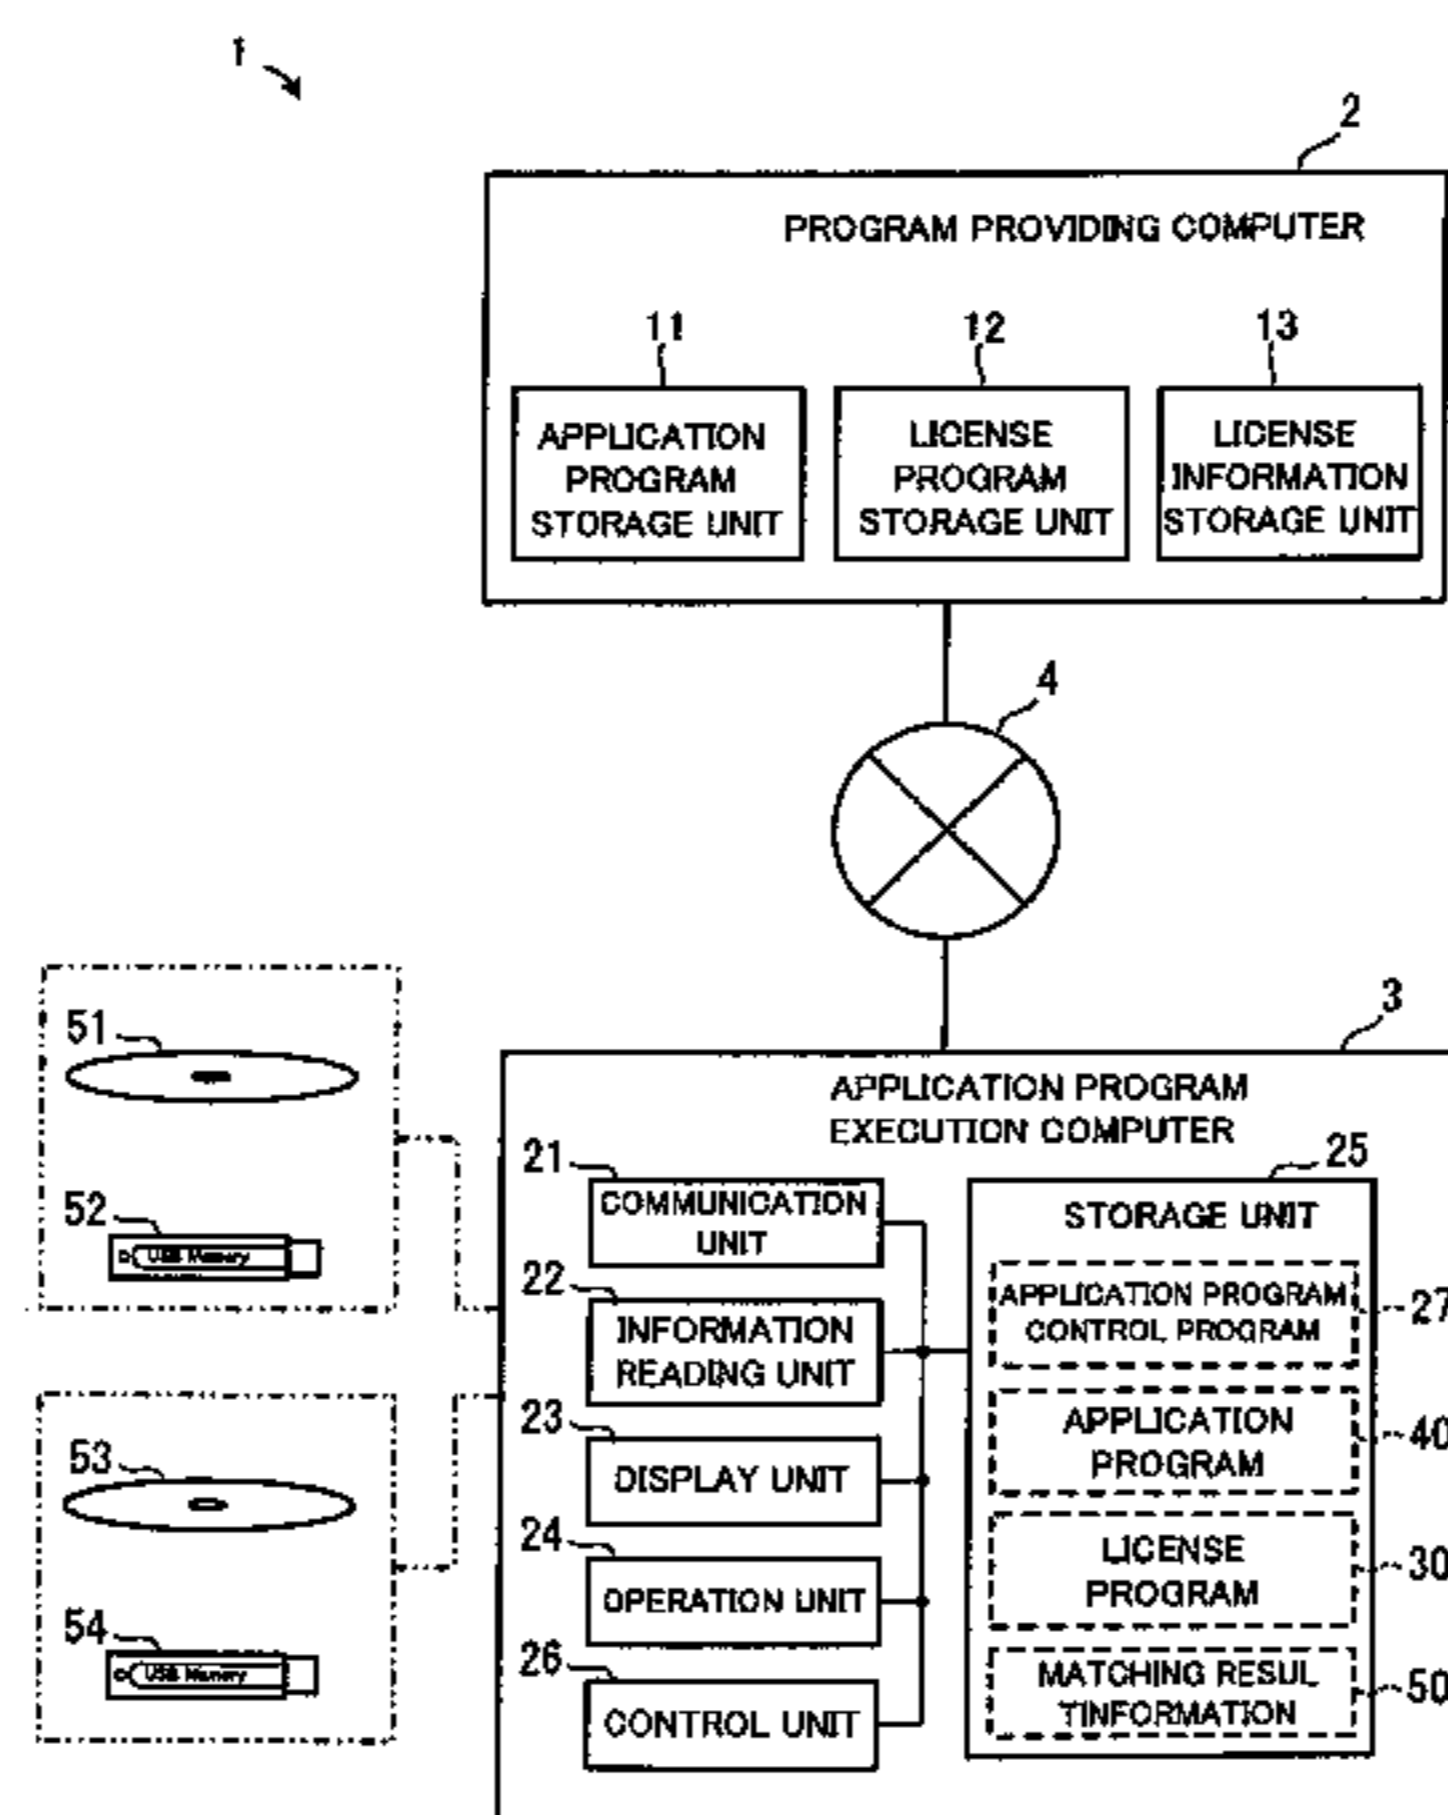 1
2
PROGRAM PROVIDING COMPUTER
11
12
13
APPLICATION
PROGRAM
STORAGE UNIT
LICENSE
PROGRAM
STORAGE UNIT
LICENSE
INFORMATION
STORAGE UNIT
4
3
51
52
USB Memory
53
54
USB Memory
APPLICATION PROGRAM
EXECUTION COMPUTER
21
COMMUNICATION
UNIT
22
INFORMATION
READING UNIT
23
DISPLAY UNIT
24
OPERATION UNIT
26
CONTROL UNIT
25
STORAGE UNIT
APPLICATION PROGRAM
CONTROL PROGRAM
27
APPLICATION
PROGRAM
40
LICENSE
PROGRAM
30
MATCHING RESUL
TINFORMATION
50